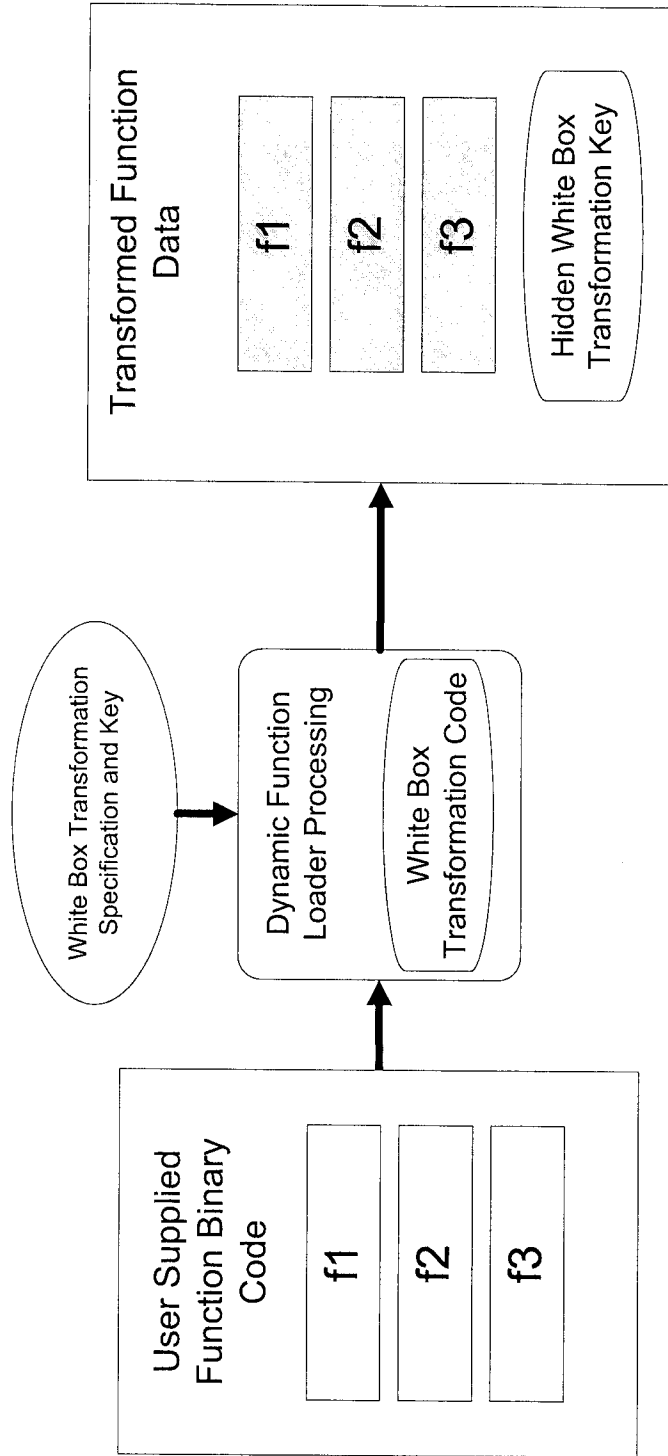 User Supplied
Function Binary
Code
f1
f2
f3
White Box Transformation
Specification and Key
Dynamic Function
Loader Processing
White Box
Transformation Code
Transformed Function
Data
f1
f2
f3
Hidden White Box
Transformation Key